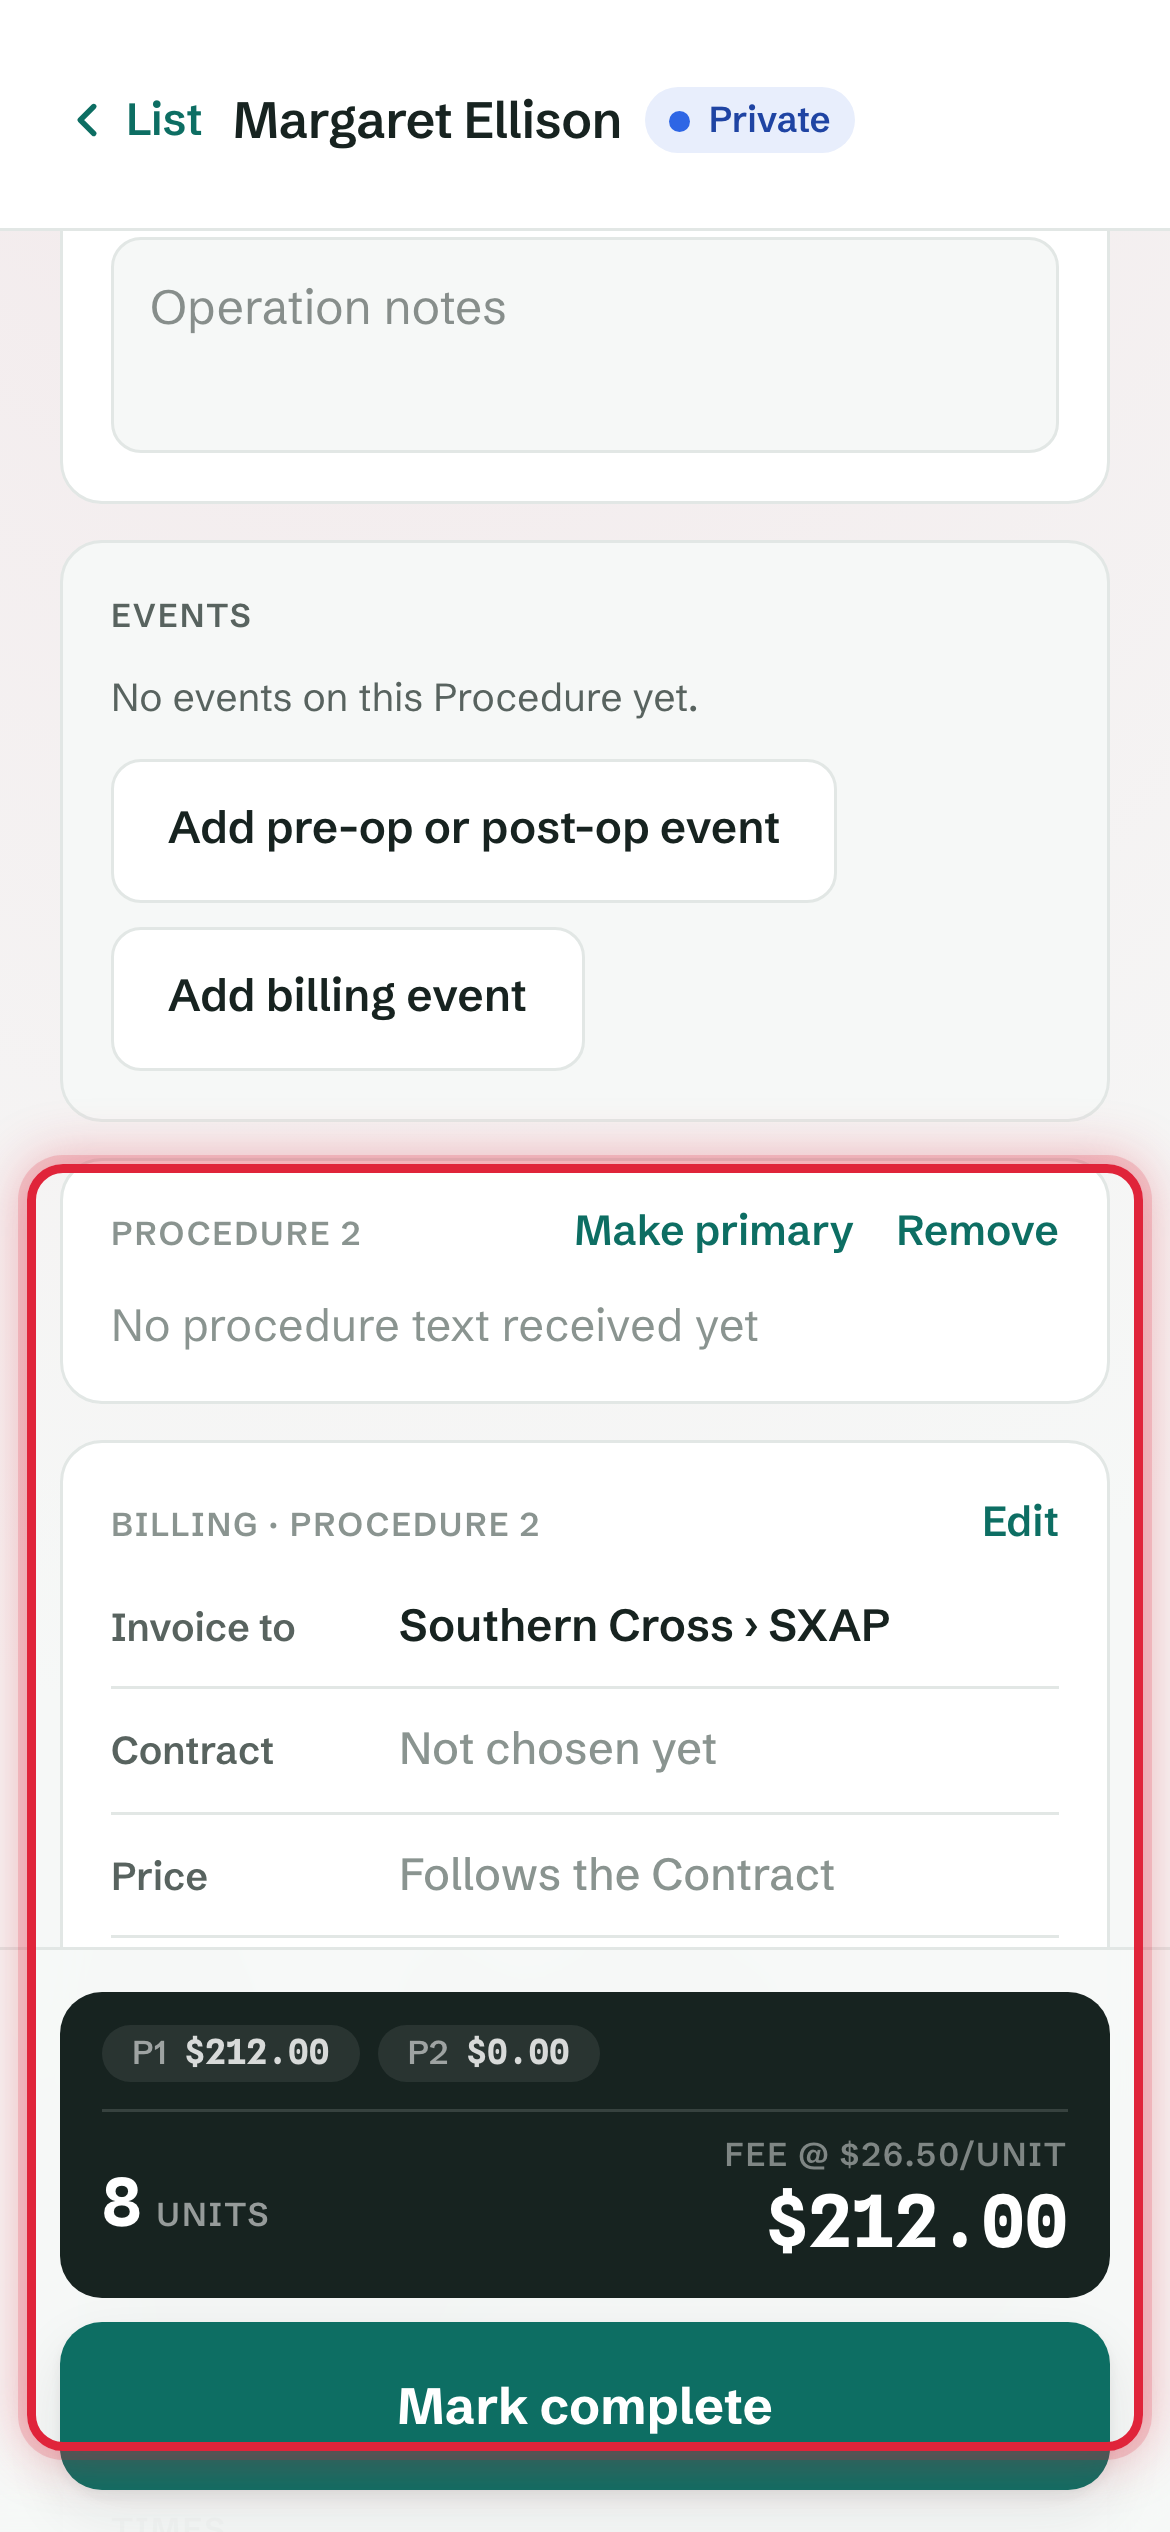 List Margaret Ellison Private
Operation notes
EVENTS
No events on this Procedure yet.
Add pre-op or post-op event
Add billing event
PROCEDURE 2 Make primary Remove
No procedure text received yet
BILLING · PROCEDURE 2 Edit
Invoice to Southern Cross › SXAP
Contract Not chosen yet
Price Follows the Contract
P1 $212.00 P2 $0.00
FEE @ $26.50/UNIT
8 UNITS $212.00
Mark complete
TIMES